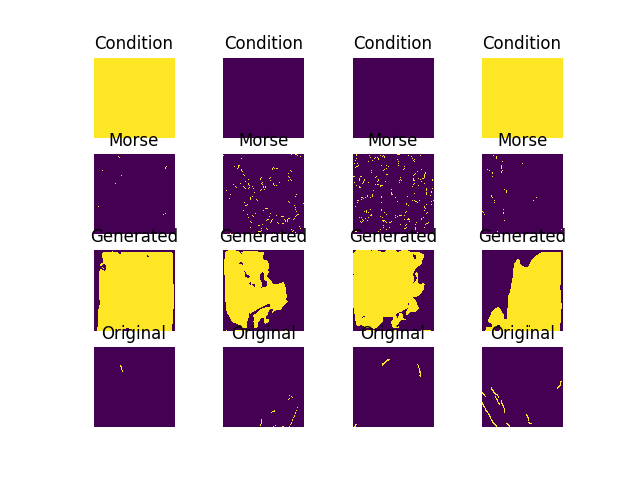 Condition Condition Condition Condition
Morse Morse Morse Morse
Generated Generated Generated Generated
Original Original Original Original